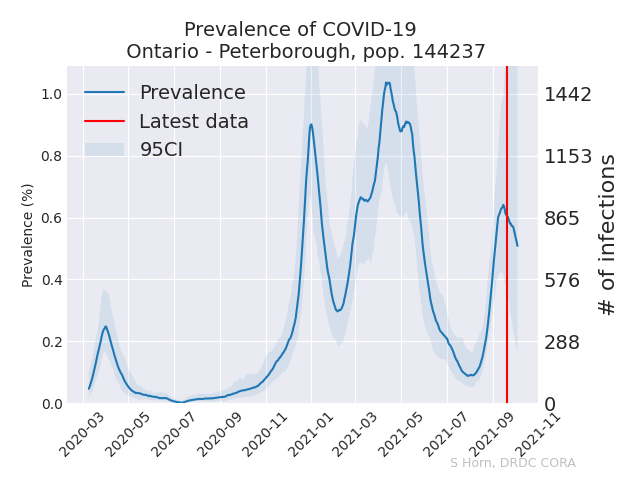 Prevalence of COVID-19
Ontario - Peterborough, pop. 144237
Prevalence
Latest data
95CI
Prevalence (%)
1.0
0.8
0.6
0.4
0.2
0.0
1442
1153
865
576
288
0
# of infections
2020-03
2020-05
2020-07
2020-09
2020-11
2021-01
2021-03
2021-05
2021-07
2021-09
2021-11
S Horn, DRDC CORA